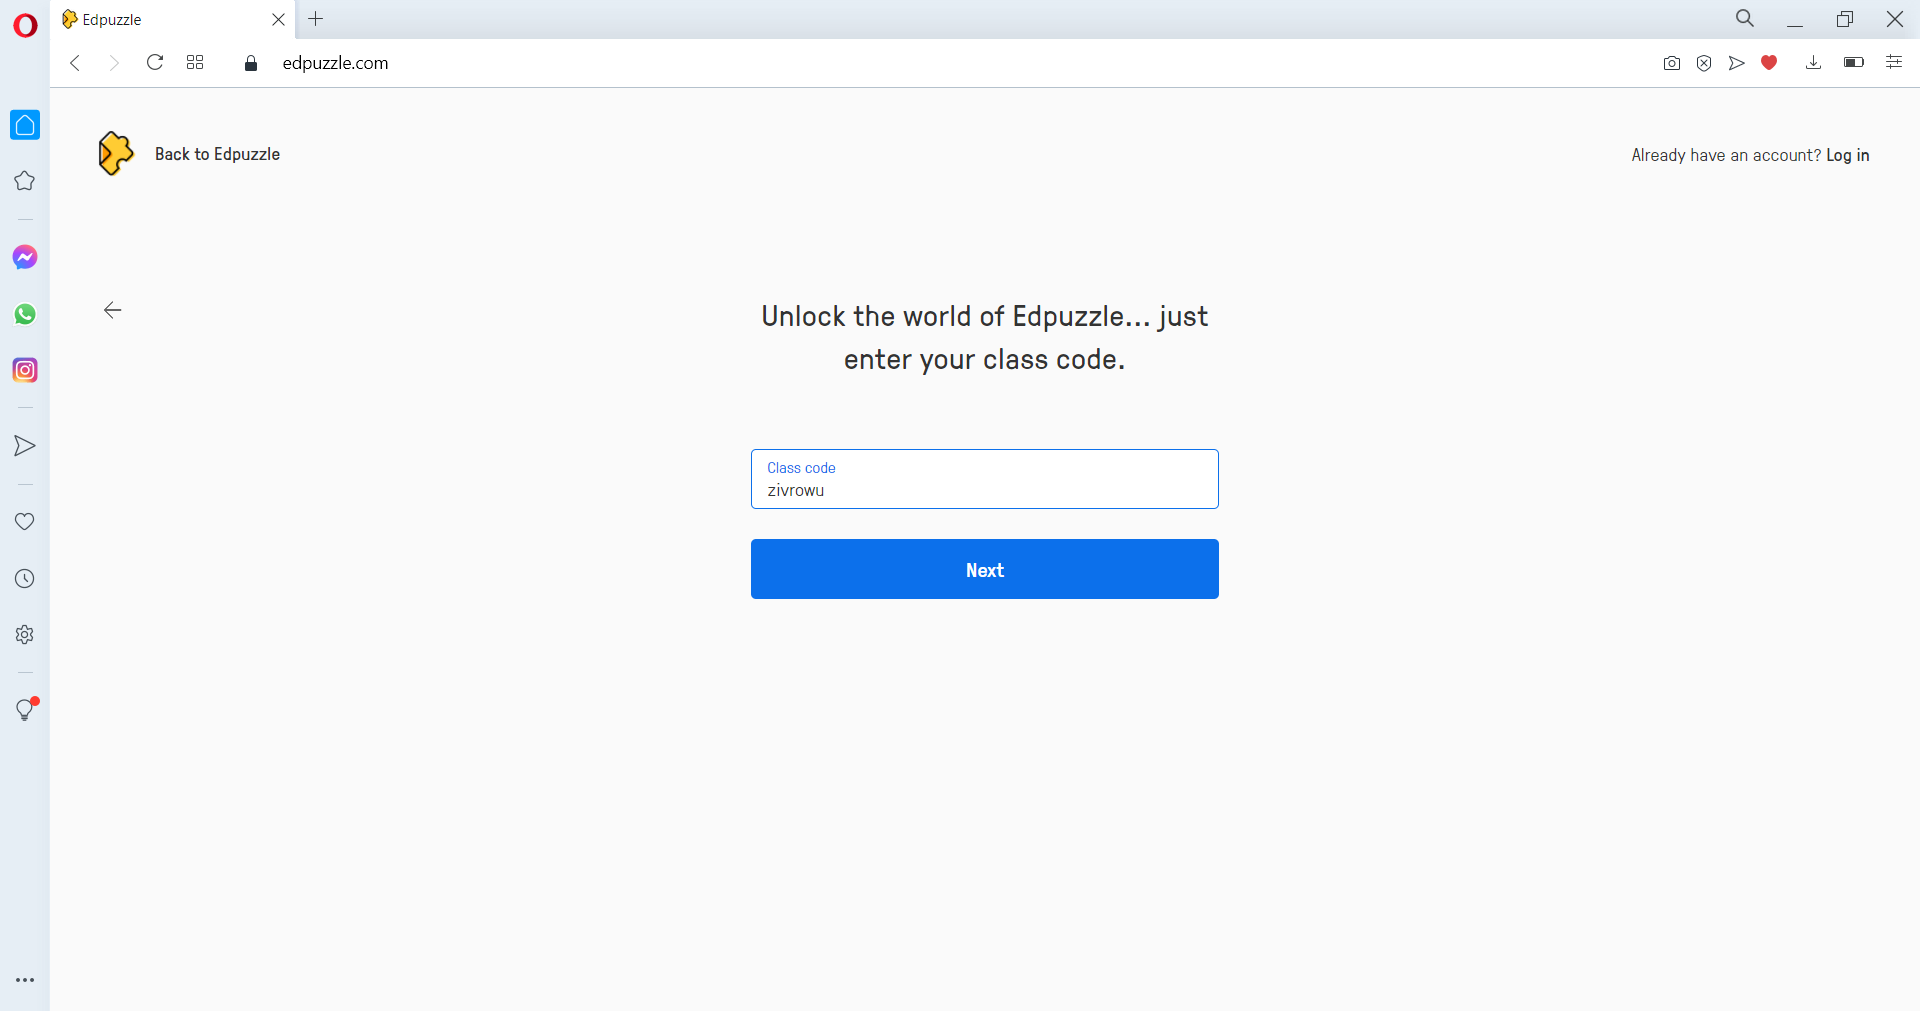 Edpuzzle
edpuzzle.com
Back to Edpuzzle
Already have an account? Log in
Unlock the world of Edpuzzle... just
enter your class code.
Class code
zivrowu
Next